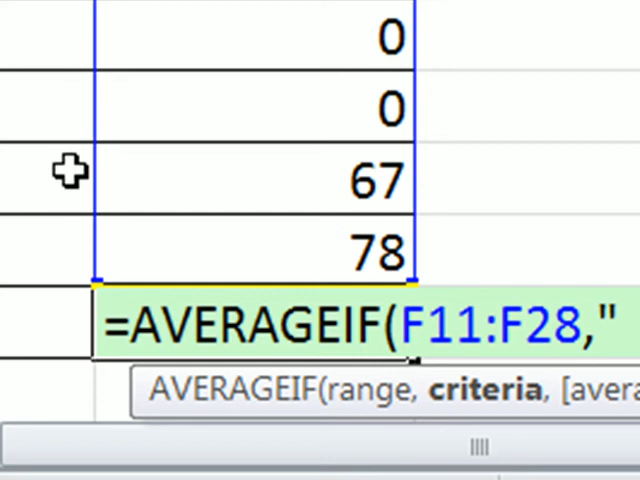 0
0
67
78
=AVERAGEIF(F11:F28,"
AVERAGEIF(range, criteria, [avera